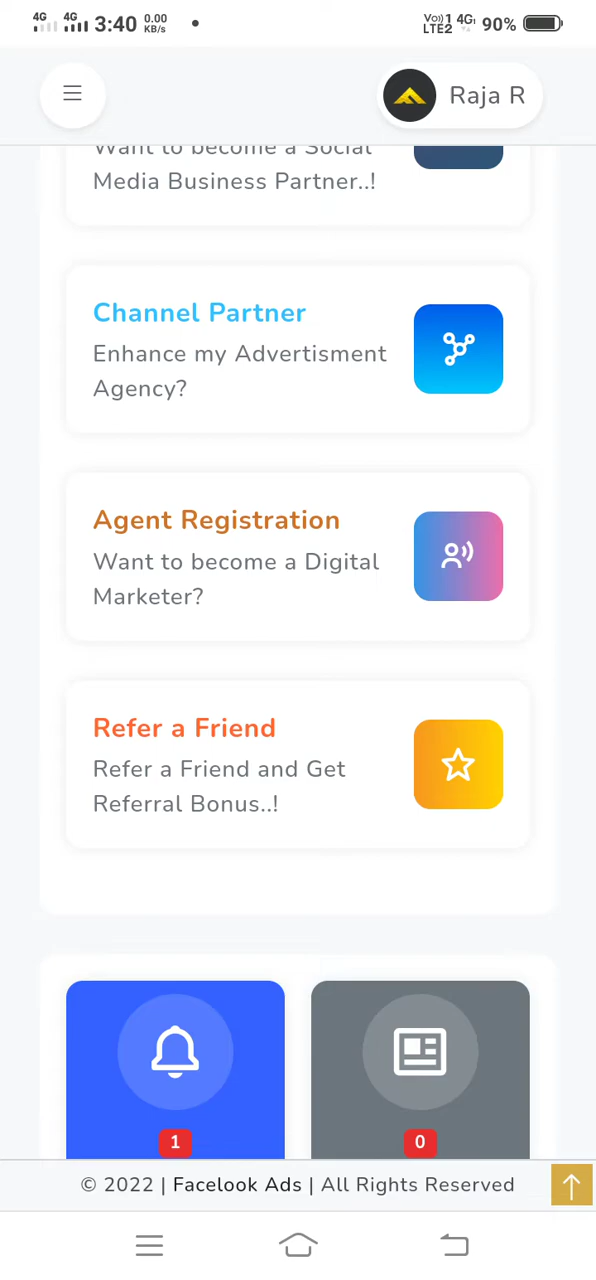 4G 4G 3:40 0.00 KB/s Vo)) 1 LTE2 4G 90%
Raja R
Want to become a Social
Media Business Partner..!
Channel Partner
Enhance my Advertisment
Agency?
Agent Registration
Want to become a Digital
Marketer?
Refer a Friend
Refer a Friend and Get
Referral Bonus..!
1 0
© 2022 | Facelook Ads | All Rights Reserved